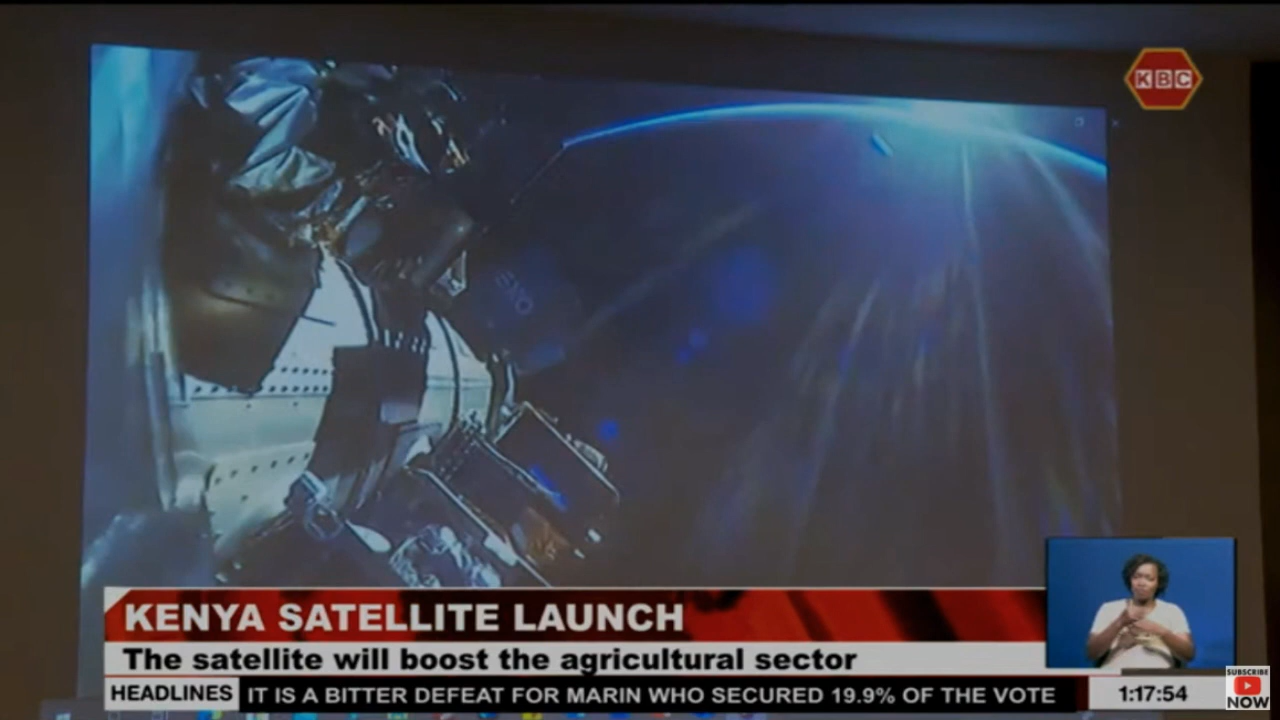 KBC
KENYA SATELLITE LAUNCH
The satellite will boost the agricultural sector
HEADLINES IT IS A BITTER DEFEAT FOR MARIN WHO SECURED 19.9% OF THE VOTE 1:17:54
SUBSCRIBE
NOW